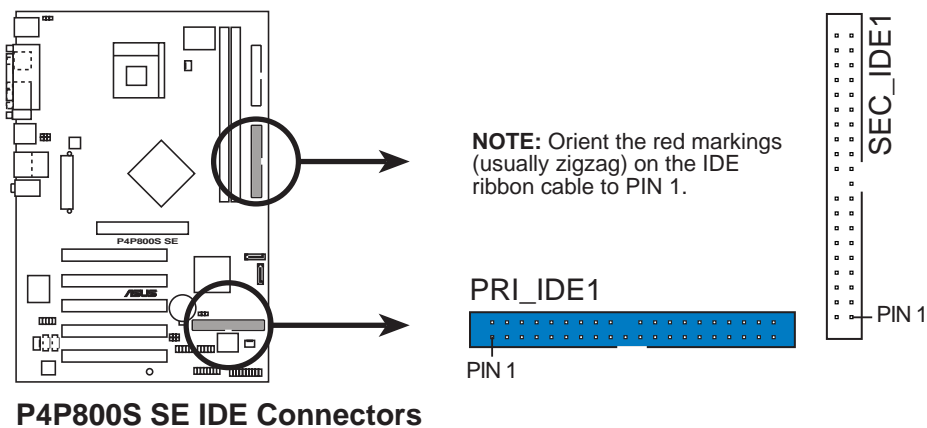 P4P800S SE
ASUS
NOTE: Orient the red markings
(usually zigzag) on the IDE
ribbon cable to PIN 1.
SEC_IDE1
PIN 1
PRI_IDE1
PIN 1
P4P800S SE IDE Connectors